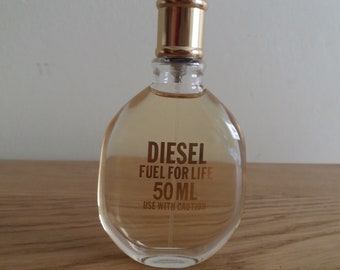 DIESEL
FUEL FOR LIFE
50 ML
USE WITH CAUTION